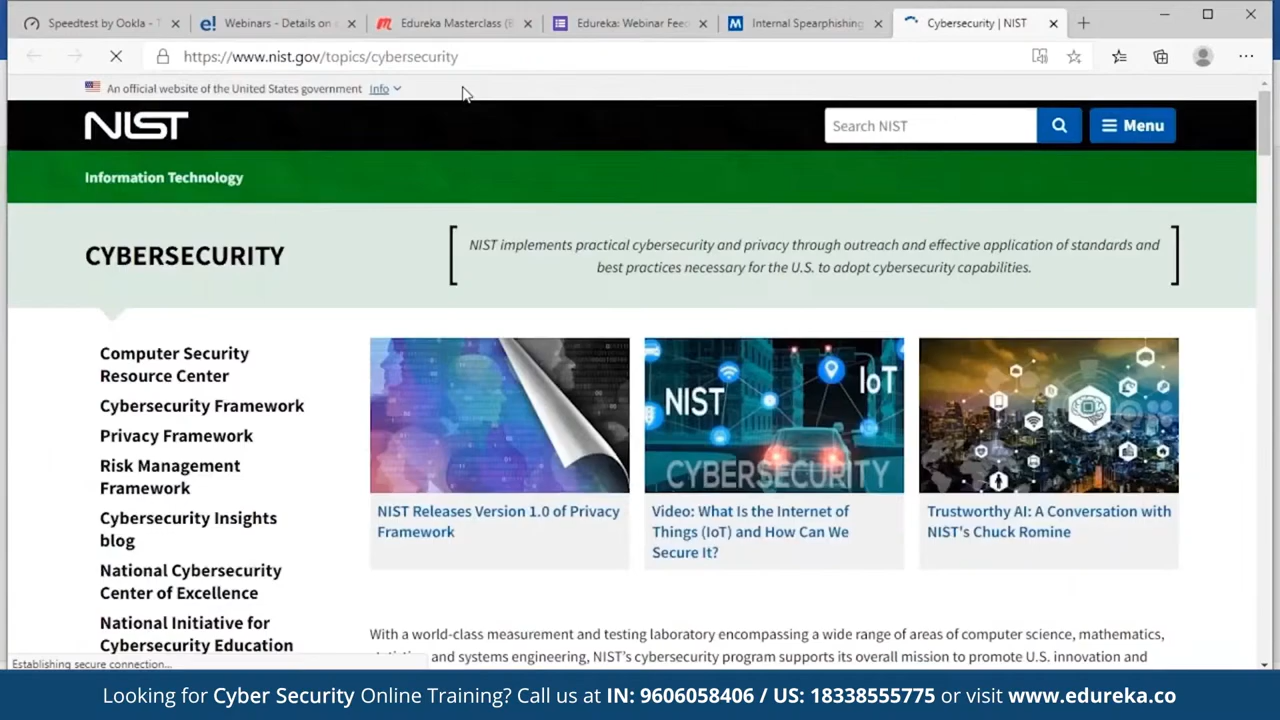 Speedtest by Ookla - T
Webinars - Details on
Edureka Masterclass (
Edureka: Webinar Fee
Internal Spearphishing
Cybersecurity | NIST
https://www.nist.gov/topics/cybersecurity
An official website of the United States government Info
NIST
Search NIST
Menu
Information Technology
CYBERSECURITY
NIST implements practical cybersecurity and privacy through outreach and effective application of standards and
best practices necessary for the U.S. to adopt cybersecurity capabilities.
Computer Security
Resource Center
Cybersecurity Framework
Privacy Framework
Risk Management
Framework
Cybersecurity Insights
blog
National Cybersecurity
Center of Excellence
National Initiative for
Cybersecurity Education
NIST
IoT
CYBERSECURITY
NIST Releases Version 1.0 of Privacy
Framework
Video: What Is the Internet of
Things (IoT) and How Can We
Secure It?
Trustworthy AI: A Conversation with
NIST's Chuck Romine
With a world-class measurement and testing laboratory encompassing a wide range of areas of computer science, mathematics,
and systems engineering, NIST's cybersecurity program supports its overall mission to promote U.S. innovation and
Establishing secure connection...
Looking for Cyber Security Online Training? Call us at IN: 9606058406 / US: 18338555775 or visit www.edureka.co